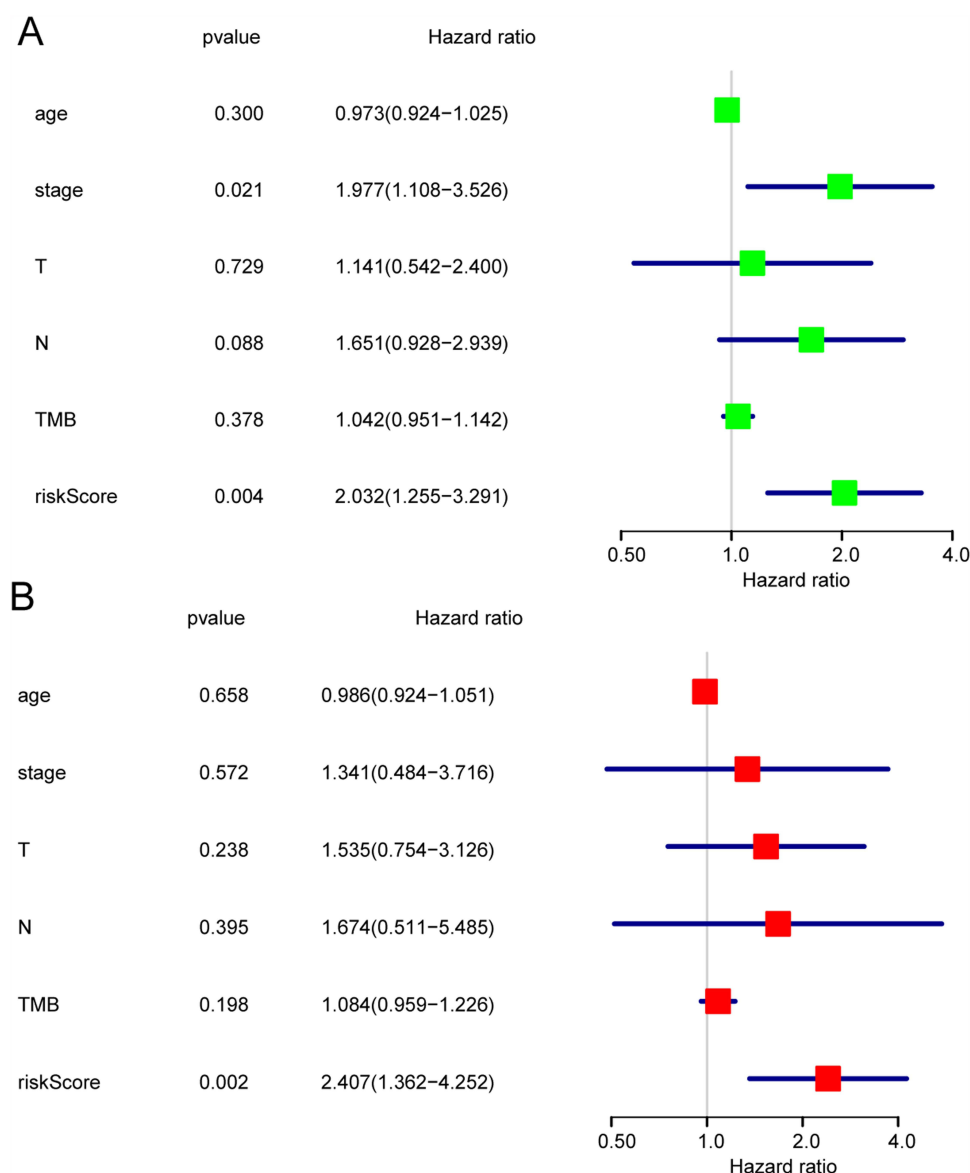 A
pvalue Hazard ratio
age 0.300 0.973(0.924−1.025)
stage 0.021 1.977(1.108−3.526)
T 0.729 1.141(0.542−2.400)
N 0.088 1.651(0.928−2.939)
TMB 0.378 1.042(0.951−1.142)
riskScore 0.004 2.032(1.255−3.291)
0.50 1.0 2.0 4.0
Hazard ratio
B
pvalue Hazard ratio
age 0.658 0.986(0.924−1.051)
stage 0.572 1.341(0.484−3.716)
T 0.238 1.535(0.754−3.126)
N 0.395 1.674(0.511−5.485)
TMB 0.198 1.084(0.959−1.226)
riskScore 0.002 2.407(1.362−4.252)
0.50 1.0 2.0 4.0
Hazard ratio